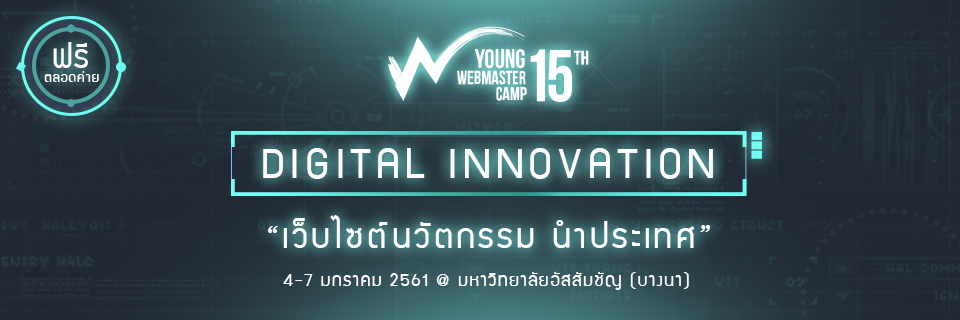 ฟรี
ตลอดค่าย
YOUNG
WEBMASTER
CAMP
15TH
DIGITAL INNOVATION
“เว็บไซต์นวัตกรรม นำประเทศ”
4-7 มกราคม 2561 @ มหาวิทยาลัยอัสสัมชัญ (บางนา)